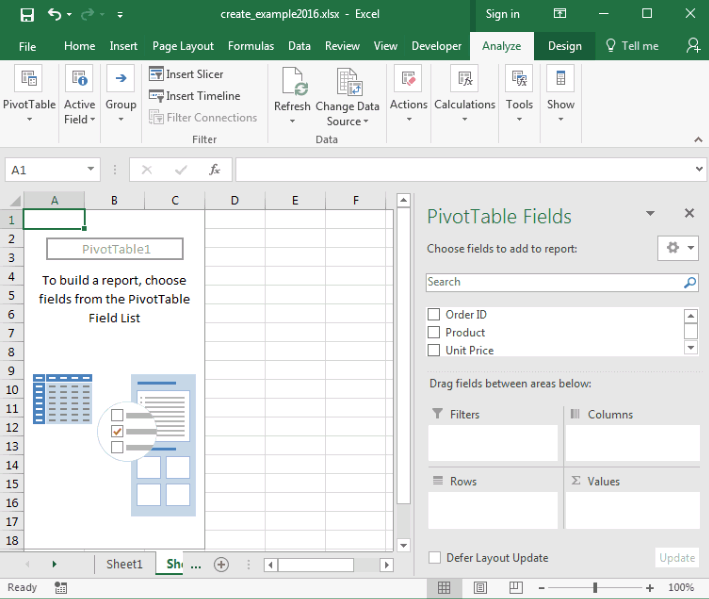 create_example2016.xlsx - Excel
Sign in
File Home Insert Page Layout Formulas Data Review View Developer Analyze Design Tell me
PivotTable
Active Field
Group
Insert Slicer
Insert Timeline
Filter Connections
Filter
Refresh
Change Data Source
Data
Actions
Calculations
Tools
Show
A1
fx
A B C D E F
1
2
3
4
5
6
7
8
9
10
11
12
13
14
15
16
17
18
PivotTable1
To build a report, choose
fields from the PivotTable
Field List
PivotTable Fields
Choose fields to add to report:
Search
Order ID
Product
Unit Price
Drag fields between areas below:
Filters
Columns
Rows
Σ Values
Defer Layout Update
Update
Sheet1 She ...
Ready
100%